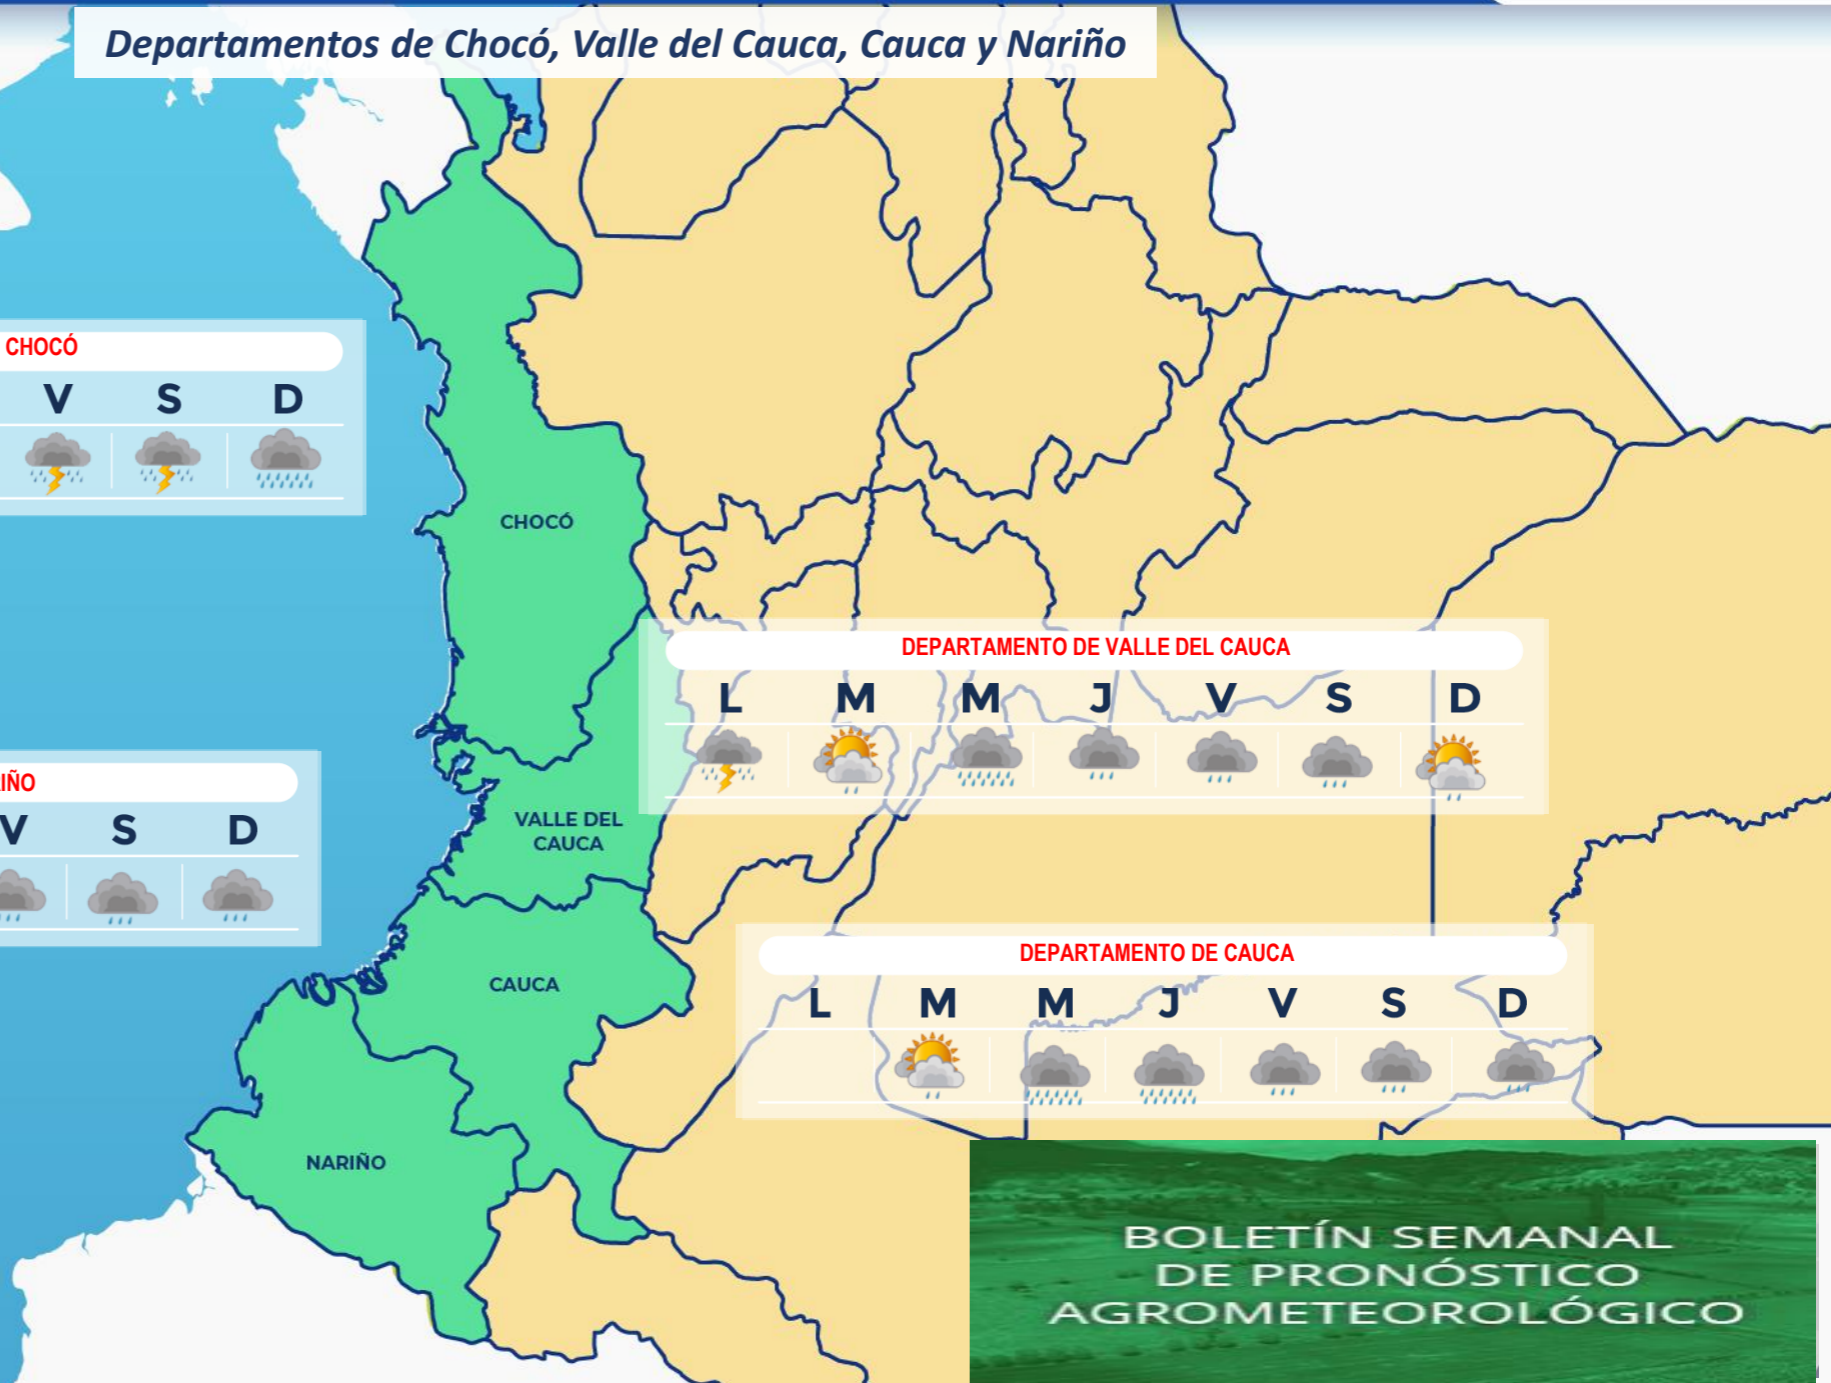 Departamentos de Chocó, Valle del Cauca, Cauca y Nariño
CHOCÓ
V S D
CHOCÓ
DEPARTAMENTO DE VALLE DEL CAUCA
L M M J V S D
VALLE DEL
CAUCA
IÑO
V S D
DEPARTAMENTO DE CAUCA
L M M J V S D
CAUCA
NARIÑO
BOLETÍN SEMANAL
DE PRONÓSTICO
AGROMETEOROLÓGICO